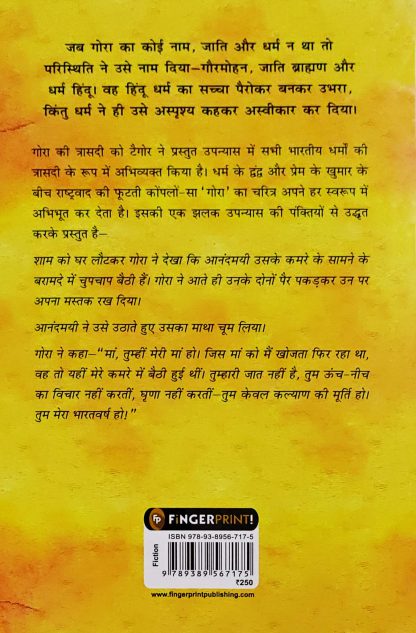 जब गोरा का कोई नाम, जाति और धर्म न था तो
परिस्थिति ने उसे नाम दिया–गौरमोहन, जाति ब्राह्मण और
धर्म हिंदू। वह हिंदू धर्म का सच्चा पैरोकर बनकर उभरा,
किंतु धर्म ने ही उसे अस्पृश्य कहकर अस्वीकार कर दिया।
गोरा की त्रासदी को टैगोर ने प्रस्तुत उपन्यास में सभी भारतीय धर्मों की
त्रासदी के रूप में अभिव्यक्त किया है। धर्म के द्वंद्व और प्रेम के खुमार के
बीच राष्ट्रवाद की फूटती कोंपलों-सा ‘गोरा’ का चरित्र अपने हर स्वरूप में
अभिभूत कर देता है। इसकी एक झलक उपन्यास की पंक्तियों से उद्धृत
करके प्रस्तुत है–
शाम को घर लौटकर गोरा ने देखा कि आनंदमयी उसके कमरे के सामने के
बरामदे में चुपचाप बैठी हैं। गोरा ने आते ही उनके दोनों पैर पकड़कर उन पर
अपना मस्तक रख दिया।
आनंदमयी ने उसे उठाते हुए उसका माथा चूम लिया।
गोरा ने कहा–“मां, तुम्हीं मेरी मां हो। जिस मां को मैं खोजता फिर रहा था,
वह तो यहीं मेरे कमरे में बैठी हुई थीं। तुम्हारी जात नहीं है, तुम ऊंच-नीच
का विचार नहीं करतीं, घृणा नहीं करतीं–तुम केवल कल्याण की मूर्ति हो।
तुम मेरा भारतवर्ष हो।”
FP FiNGERPRINT!
ISBN 978-93-8956-717-5
Fiction
9 789389 567175
₹250
www.fingerprintpublishing.com